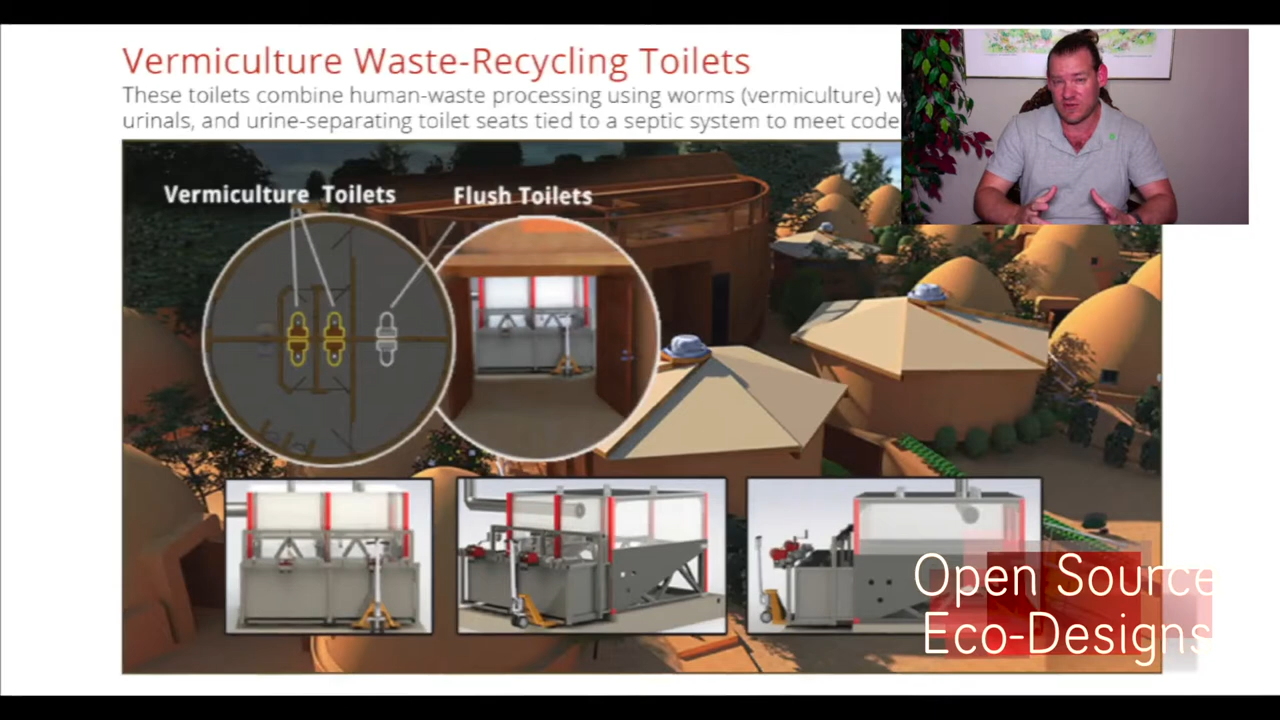 Vermiculture Waste-Recycling Toilets
These toilets combine human-waste processing using worms (vermiculture)
urinals, and urine-separating toilet seats tied to a septic system to meet code
Vermiculture Toilets
Flush Toilets
Open Source
Eco-Designs